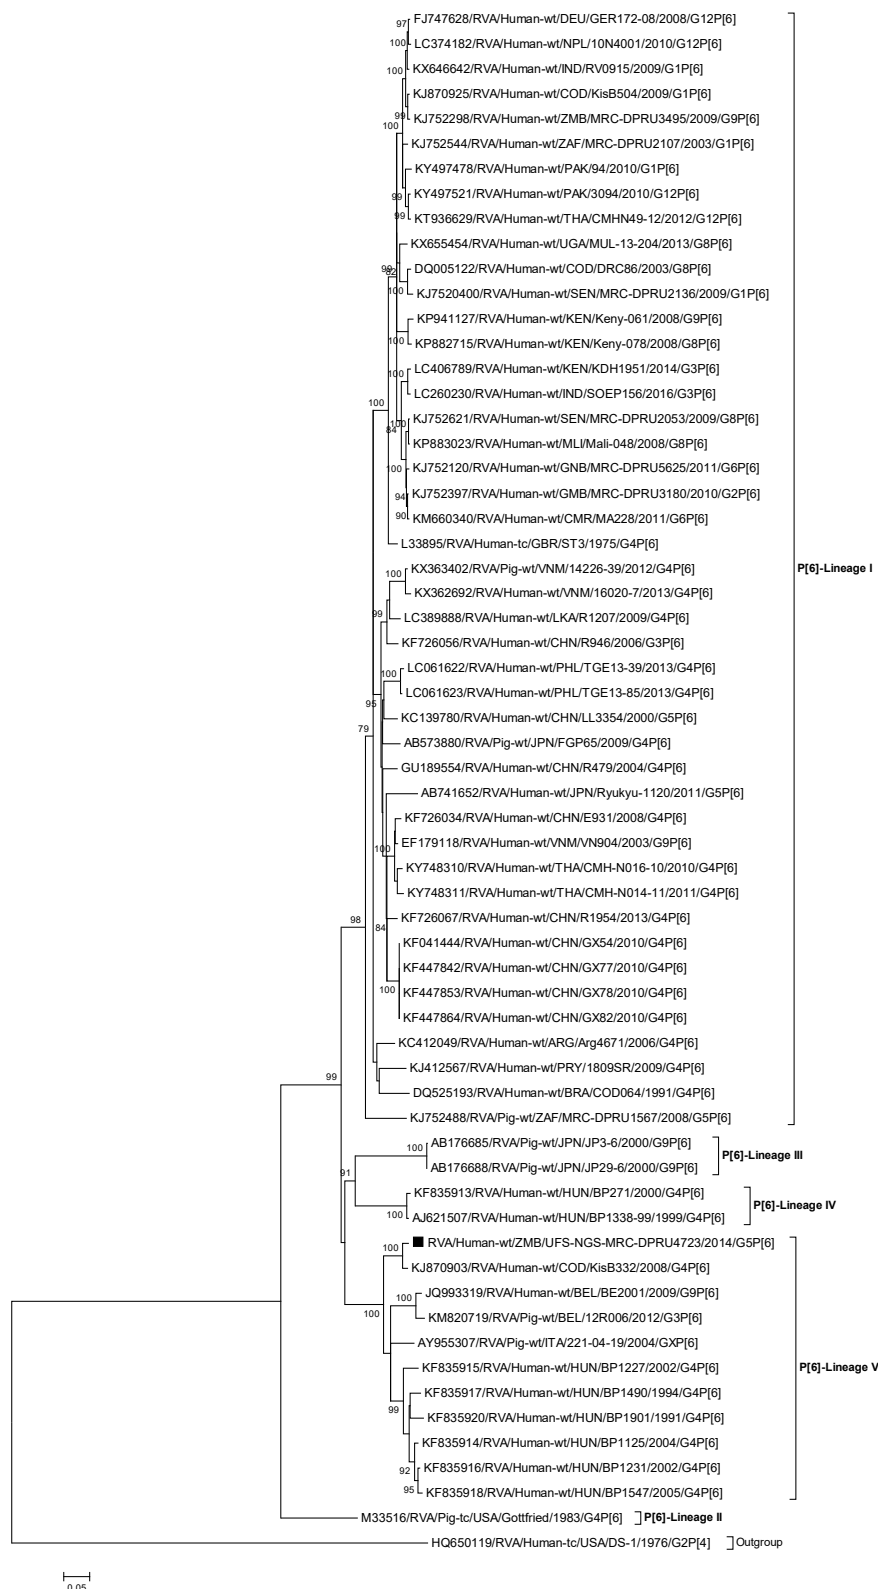 FJ747628/RVA/Human-wt/DEU/GER172-08/2008/G12P[6]
97
LC374182/RVA/Human-wt/NPL/10N4001/2010/G12P[6]
100
KX646642/RVA/Human-wt/IND/RV0915/2009/G1P[6]
100
KJ870925/RVA/Human-wt/COD/KisB504/2009/G1P[6]
KJ752298/RVA/Human-wt/ZMB/MRC-DPRU3495/2009/G9P[6]
99
100
KJ752544/RVA/Human-wt/ZAF/MRC-DPRU2107/2003/G1P[6]
KY497478/RVA/Human-wt/PAK/94/2010/G1P[6]
KY497521/RVA/Human-wt/PAK/3094/2010/G12P[6]
99
KT936629/RVA/Human-wt/THA/CMHN49-12/2012/G12P[6]
99
KX655454/RVA/Human-wt/UGA/MUL-13-204/2013/G8P[6]
DQ005122/RVA/Human-wt/COD/DRC86/2003/G8P[6]
99
82
KJ7520400/RVA/Human-wt/SEN/MRC-DPRU2136/2009/G1P[6]
100
KP941127/RVA/Human-wt/KEN/Keny-061/2008/G9P[6]
KP882715/RVA/Human-wt/KEN/Keny-078/2008/G8P[6]
100
LC406789/RVA/Human-wt/KEN/KDH1951/2014/G3P[6]
100
LC260230/RVA/Human-wt/IND/SOEP156/2016/G3P[6]
100
KJ752621/RVA/Human-wt/SEN/MRC-DPRU2053/2009/G8P[6]
100
84
KP883023/RVA/Human-wt/MLI/Mali-048/2008/G8P[6]
KJ752120/RVA/Human-wt/GNB/MRC-DPRU5625/2011/G6P[6]
100
KJ752397/RVA/Human-wt/GMB/MRC-DPRU3180/2010/G2P[6]
94
KM660340/RVA/Human-wt/CMR/MA228/2011/G6P[6]
90
L33895/RVA/Human-tc/GBR/ST3/1975/G4P[6]
KX363402/RVA/Pig-wt/VNM/14226-39/2012/G4P[6]
P[6]-Lineage I
100
KX362692/RVA/Human-wt/VNM/16020-7/2013/G4P[6]
LC389888/RVA/Human-wt/LKA/R1207/2009/G4P[6]
99
KF726056/RVA/Human-wt/CHN/R946/2006/G3P[6]
LC061622/RVA/Human-wt/PHL/TGE13-39/2013/G4P[6]
100
LC061623/RVA/Human-wt/PHL/TGE13-85/2013/G4P[6]
95
KC139780/RVA/Human-wt/CHN/LL3354/2000/G5P[6]
79
AB573880/RVA/Pig-wt/JPN/FGP65/2009/G4P[6]
GU189554/RVA/Human-wt/CHN/R479/2004/G4P[6]
AB741652/RVA/Human-wt/JPN/Ryukyu-1120/2011/G5P[6]
KF726034/RVA/Human-wt/CHN/E931/2008/G4P[6]
EF179118/RVA/Human-wt/VNM/VN904/2003/G9P[6]
100
KY748310/RVA/Human-wt/THA/CMH-N016-10/2010/G4P[6]
KY748311/RVA/Human-wt/THA/CMH-N014-11/2011/G4P[6]
98
KF726067/RVA/Human-wt/CHN/R1954/2013/G4P[6]
84
KF041444/RVA/Human-wt/CHN/GX54/2010/G4P[6]
KF447842/RVA/Human-wt/CHN/GX77/2010/G4P[6]
KF447853/RVA/Human-wt/CHN/GX78/2010/G4P[6]
100
KF447864/RVA/Human-wt/CHN/GX82/2010/G4P[6]
KC412049/RVA/Human-wt/ARG/Arg4671/2006/G4P[6]
KJ412567/RVA/Human-wt/PRY/1809SR/2009/G4P[6]
99
DQ525193/RVA/Human-wt/BRA/COD064/1991/G4P[6]
KJ752488/RVA/Pig-wt/ZAF/MRC-DPRU1567/2008/G5P[6]
AB176685/RVA/Pig-wt/JPN/JP3-6/2000/G9P[6]
100
P[6]-Lineage III
AB176688/RVA/Pig-wt/JPN/JP29-6/2000/G9P[6]
91
KF835913/RVA/Human-wt/HUN/BP271/2000/G4P[6]
P[6]-Lineage IV
100
AJ621507/RVA/Human-wt/HUN/BP1338-99/1999/G4P[6]
RVA/Human-wt/ZMB/UFS-NGS-MRC-DPRU4723/2014/G5P[6]
100
KJ870903/RVA/Human-wt/COD/KisB332/2008/G4P[6]
JQ993319/RVA/Human-wt/BEL/BE2001/2009/G9P[6]
100
100
KM820719/RVA/Pig-wt/BEL/12R006/2012/G3P[6]
AY955307/RVA/Pig-wt/ITA/221-04-19/2004/GXP[6]
KF835915/RVA/Human-wt/HUN/BP1227/2002/G4P[6]
P[6]-Lineage V
KF835917/RVA/Human-wt/HUN/BP1490/1994/G4P[6]
99
KF835920/RVA/Human-wt/HUN/BP1901/1991/G4P[6]
KF835914/RVA/Human-wt/HUN/BP1125/2004/G4P[6]
KF835916/RVA/Human-wt/HUN/BP1231/2002/G4P[6]
92
KF835918/RVA/Human-wt/HUN/BP1547/2005/G4P[6]
95
M33516/RVA/Pig-tc/USA/Gottfried/1983/G4P[6]
P[6]-Lineage II
HQ650119/RVA/Human-tc/USA/DS-1/1976/G2P[4]
Outgroup
0.05